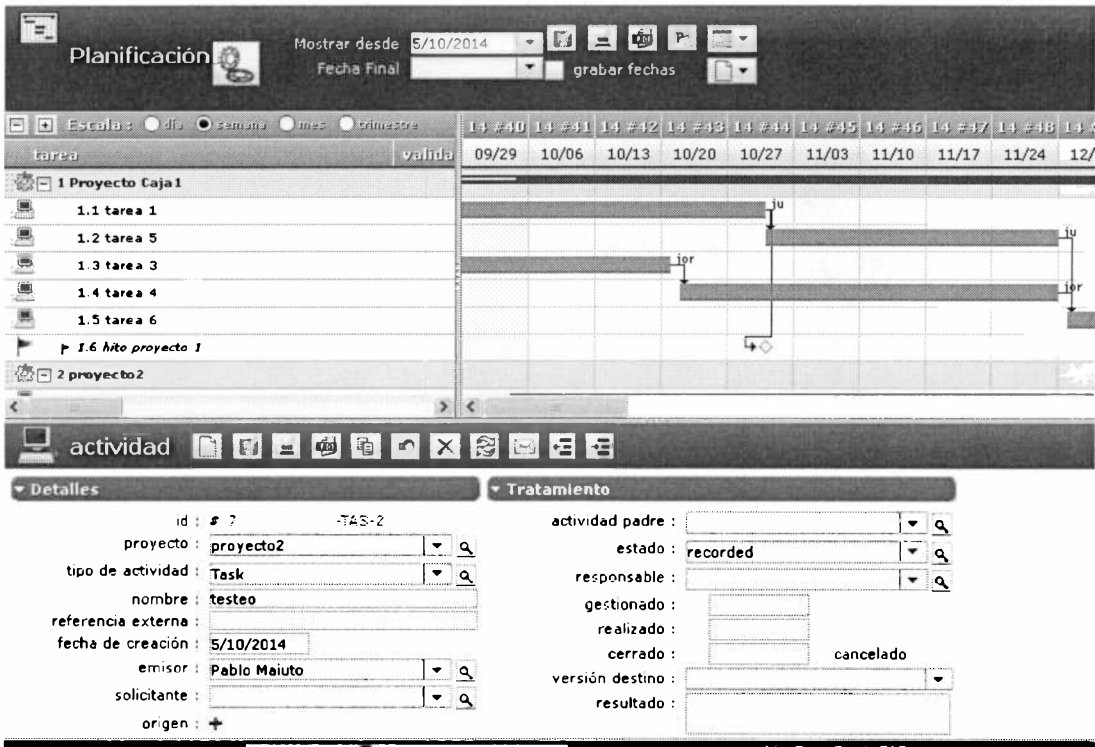 Planificación
Mostrar desde 5/10/2014
Fecha Final
grabar fechas
Escala: día semana mes trimestre
14 #40 14 #41 14 #42 14 #43 14 #44 14 #45 14 #46 14 #47 14 #48 14
tarea valida
09/29 10/06 10/13 10/20 10/27 11/03 11/10 11/17 11/24 12/
1 Proyecto Caja1
1.1 tarea 1
ju
1.2 tarea 5
ju
1.3 tarea 3
jor
1.4 tarea 4
jor
1.5 tarea 6
1.6 hito proyecto 1
2 proyecto2
actividad
Detalles
id : # 7 -TAS-2
proyecto : proyecto2
tipo de actividad : Task
nombre : testeo
referencia externa :
fecha de creación : 5/10/2014
emisor : Pablo Maiuto
solicitante :
origen :
Tratamiento
actividad padre :
estado : recorded
responsable :
gestionado :
realizado :
cerrado : cancelado
versión destino :
resultado :